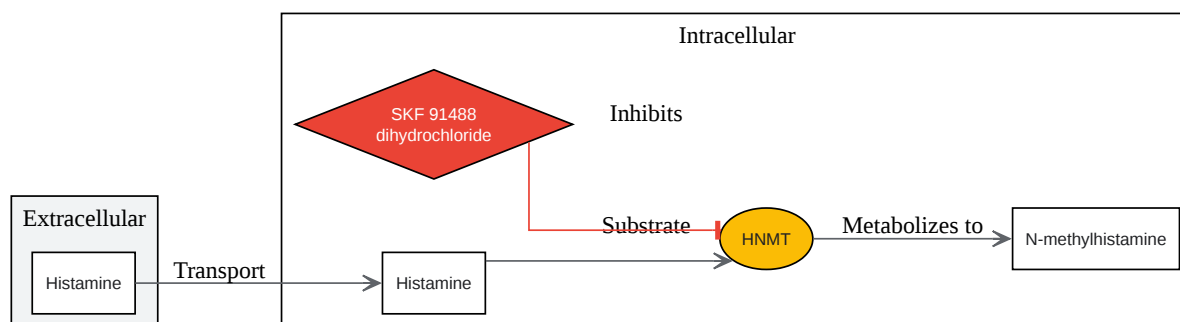 Intracellular
SKF 91488
dihydrochloride
Inhibits
Extracellular
Substrate
HNMT
Metabolizes to
N-methylhistamine
Histamine
Transport
Histamine